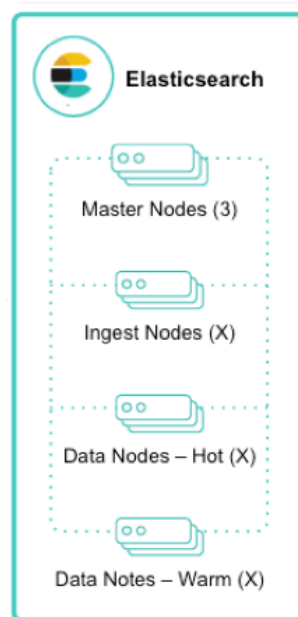 Elasticsearch
Master Nodes (3)
Ingest Nodes (X)
Data Nodes – Hot (X)
Data Notes – Warm (X)